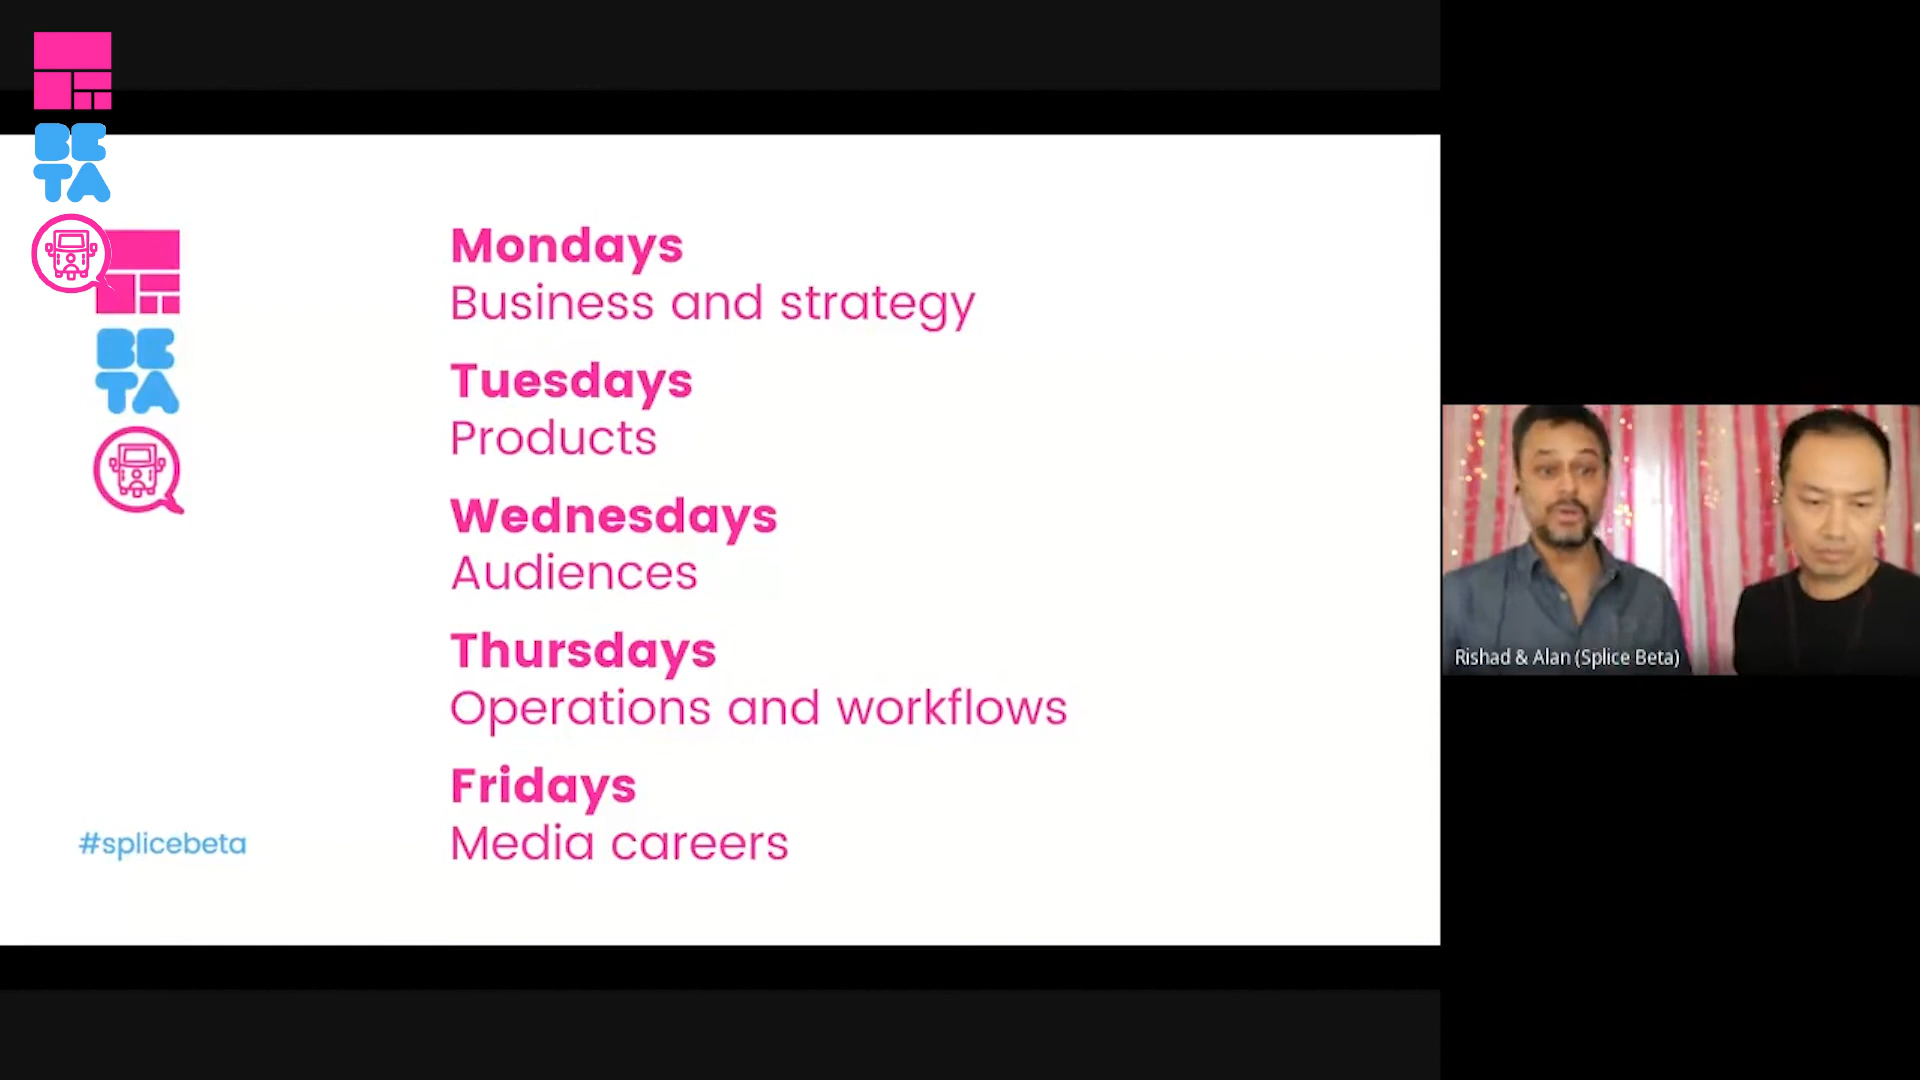 BE
TA
BE
TA
Mondays
Business and strategy
Tuesdays
Products
Wednesdays
Audiences
Thursdays
Operations and workflows
Fridays
Media careers
#splicebeta
Rishad & Alan (Splice Beta)